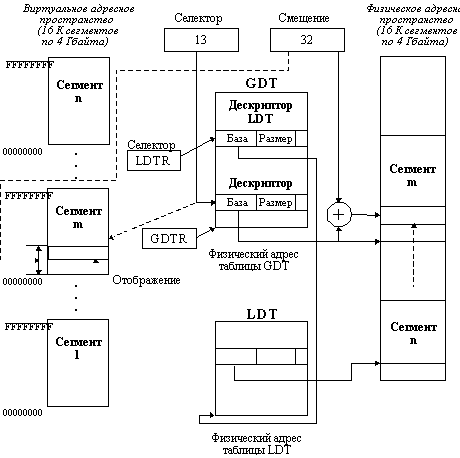 Виртуальное адресное
пространство
(16 К сегментов
по 4 Гбайта)
Селектор
13
Смещение
32
Физическое адресное
пространство
(16 К сегментов
по 4 Гбайта)
FFFFFFFF
Сегмент
n
00000000
FFFFFFFF
Сегмент
m
00000000
Отображение
FFFFFFFF
Сегмент
1
00000000
GDT
Дескриптор
LDT
База Размер
Селектор
LDTR
Дескриптор
База Размер
GDTR
Физический адрес
таблицы GDT
+
LDT
Физический адрес
таблицы LDT
Сегмент
m
Сегмент
n